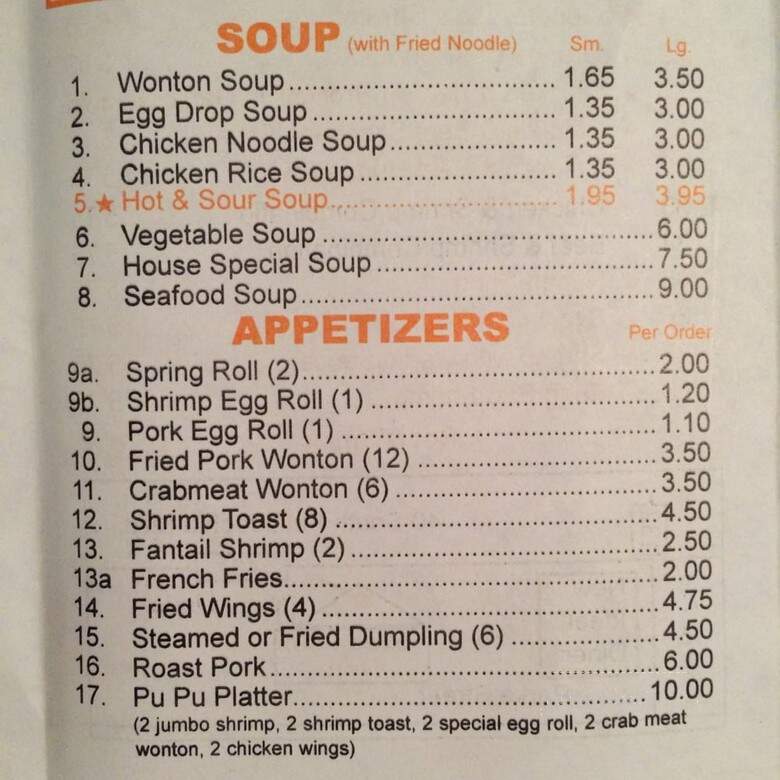 SOUP (with Fried Noodle) Sm. Lg.
1. Wonton Soup 1.65 3.50
2. Egg Drop Soup 1.35 3.00
3. Chicken Noodle Soup 1.35 3.00
4. Chicken Rice Soup 1.35 3.00
5.★ Hot & Sour Soup 1.95 3.95
6. Vegetable Soup 6.00
7. House Special Soup 7.50
8. Seafood Soup 9.00
APPETIZERS Per Order
9a. Spring Roll (2) 2.00
9b. Shrimp Egg Roll (1) 1.20
9. Pork Egg Roll (1) 1.10
10. Fried Pork Wonton (12) 3.50
11. Crabmeat Wonton (6) 3.50
12. Shrimp Toast (8) 4.50
13. Fantail Shrimp (2) 2.50
13a French Fries 2.00
14. Fried Wings (4) 4.75
15. Steamed or Fried Dumpling (6) 4.50
16. Roast Pork 6.00
17. Pu Pu Platter 10.00
(2 jumbo shrimp, 2 shrimp toast, 2 special egg roll, 2 crab meat
wonton, 2 chicken wings)